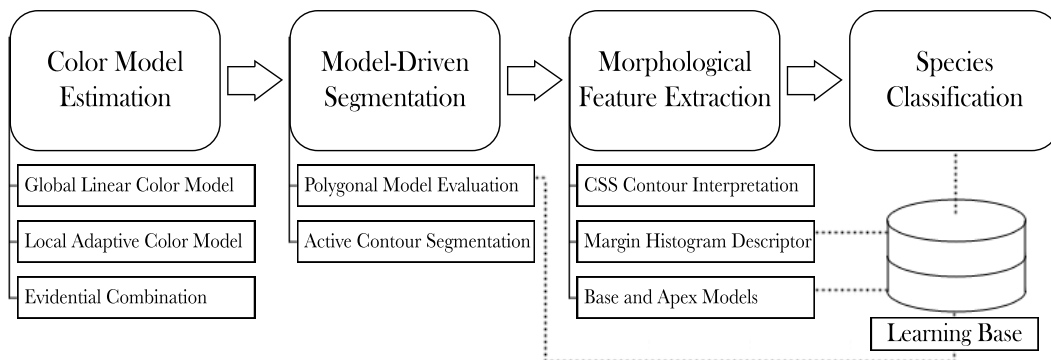 Color Model
Estimation
Global Linear Color Model
Local Adaptive Color Model
Evidential Combination
Model-Driven
Segmentation
Polygonal Model Evaluation
Active Contour Segmentation
Morphological
Feature Extraction
CSS Contour Interpretation
Margin Histogram Descriptor
Base and Apex Models
Species
Classification
Learning Base